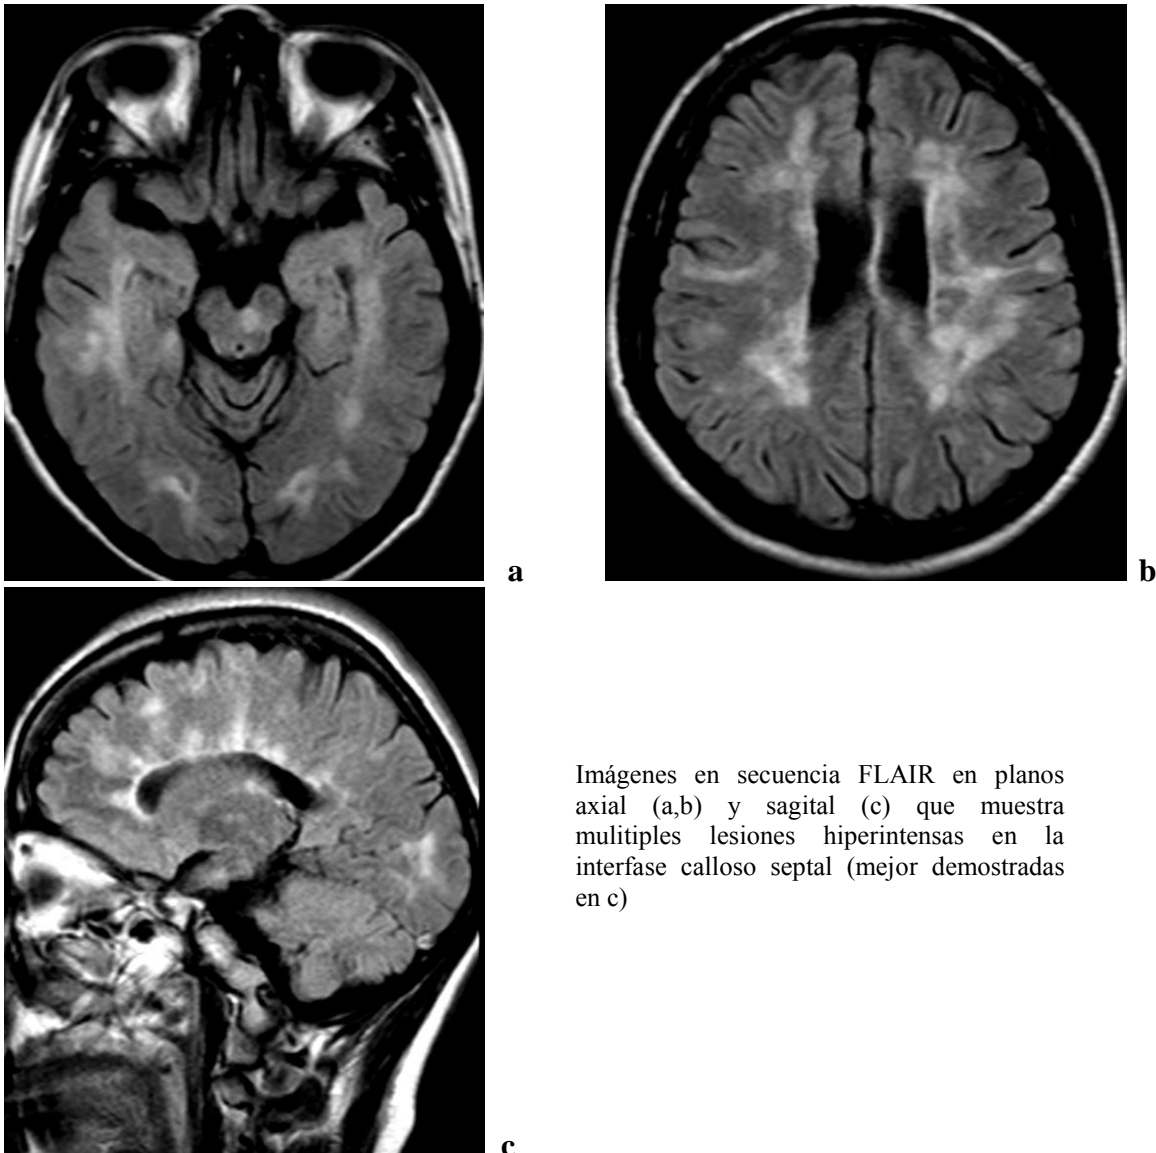 a
b
Imágenes en secuencia FLAIR en planos
axial (a,b) y sagital (c) que muestra
mulitiples lesiones hiperintensas en la
interfase calloso septal (mejor demostradas
en c)
c